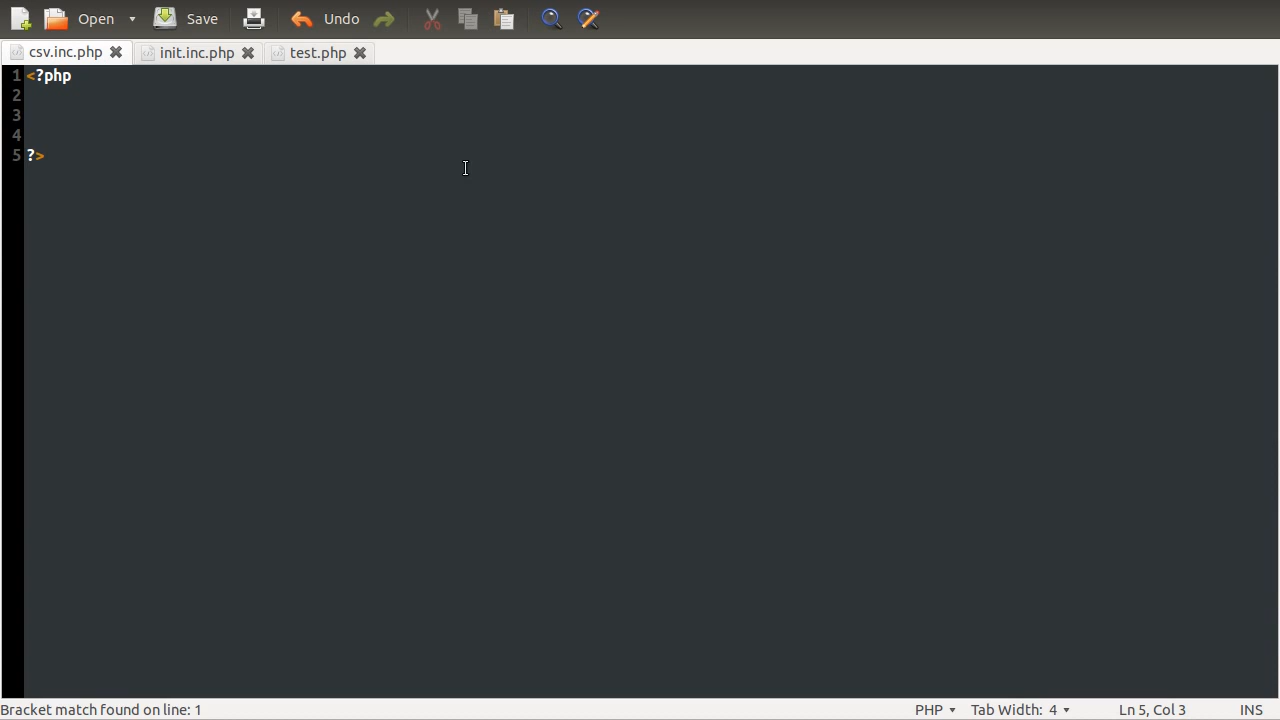 Open Save Undo
csv.inc.php init.inc.php test.php
1 <?php
2
3
4
5 ?>
Bracket match found on line: 1 PHP Tab Width: 4 Ln 5, Col 3 INS